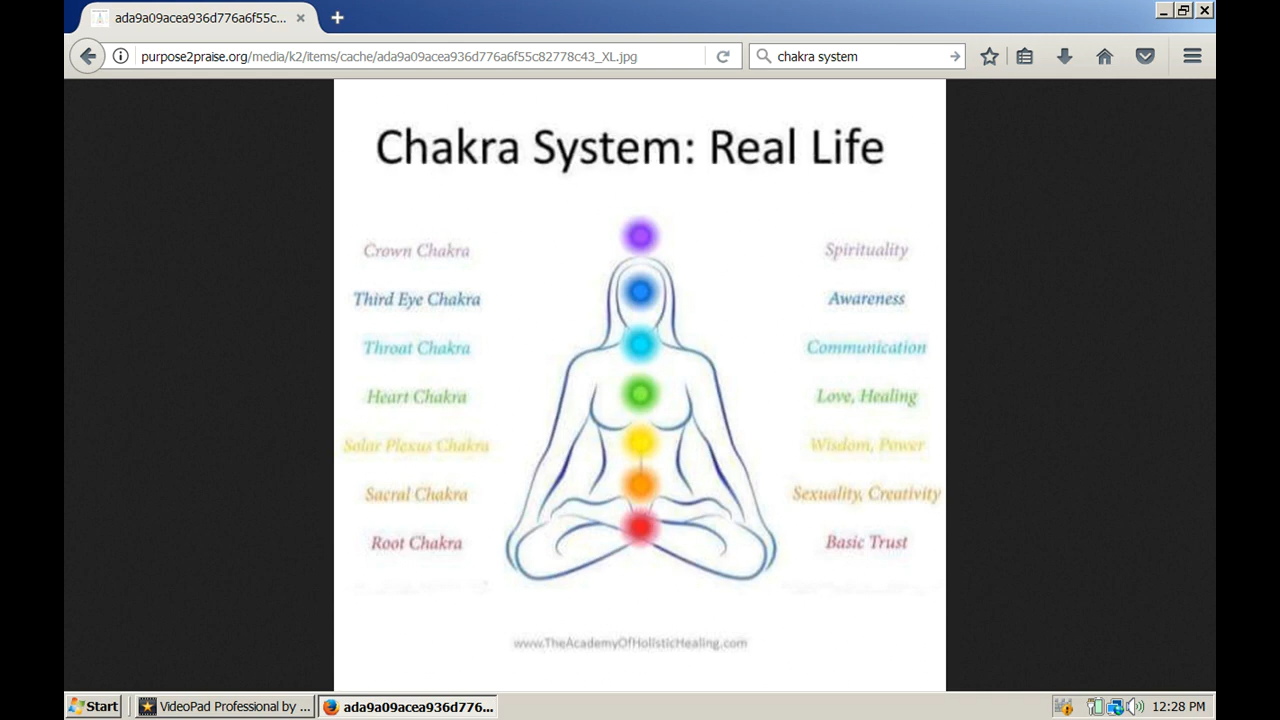 ada9a09acea936d776a6f55c...
purpose2praise.org/media/k2/items/cache/ada9a09acea936d776a6f55c82778c43_XL.jpg
chakra system
Chakra System: Real Life
Crown Chakra
Spirituality
Third Eye Chakra
Awareness
Throat Chakra
Communication
Heart Chakra
Love, Healing
Solar Plexus Chakra
Wisdom, Power
Sacral Chakra
Sexuality, Creativity
Root Chakra
Basic Trust
www.TheAcademyOfHolisticHealing.com
Start
VideoPad Professional by ...
ada9a09acea936d776...
12:28 PM